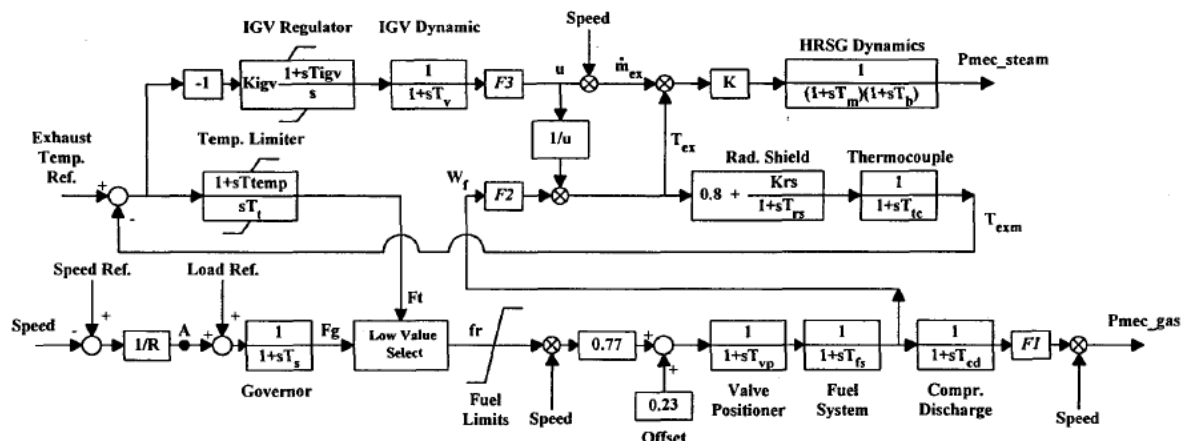 IGV Regulator
IGV Dynamic
Speed
HRSG Dynamics
-1
Kigv 1+sTigv / s
1 / 1+sTv
F3
u
ṁex
K
1 / (1+sTm)(1+sTb)
Pmec_steam
Exhaust
Temp.
Ref.
+
-
Temp. Limiter
1+sTtemp / sTt
1/u
Tex
Wf
F2
Rad. Shield
0.8 + Krs / 1+sTrs
Thermocouple
1 / 1+sTtc
Texm
Speed Ref.
Load Ref.
Ft
Speed
-
+
1/R
A
+
+
1 / 1+sTs
Governor
Fg
Low Value
Select
fr
Fuel
Limits
Speed
0.77
+
+
0.23
Offset
1 / 1+sTvp
Valve
Positioner
1 / 1+sTfs
Fuel
System
1 / 1+sTcd
Compr.
Discharge
F1
Speed
Pmec_gas